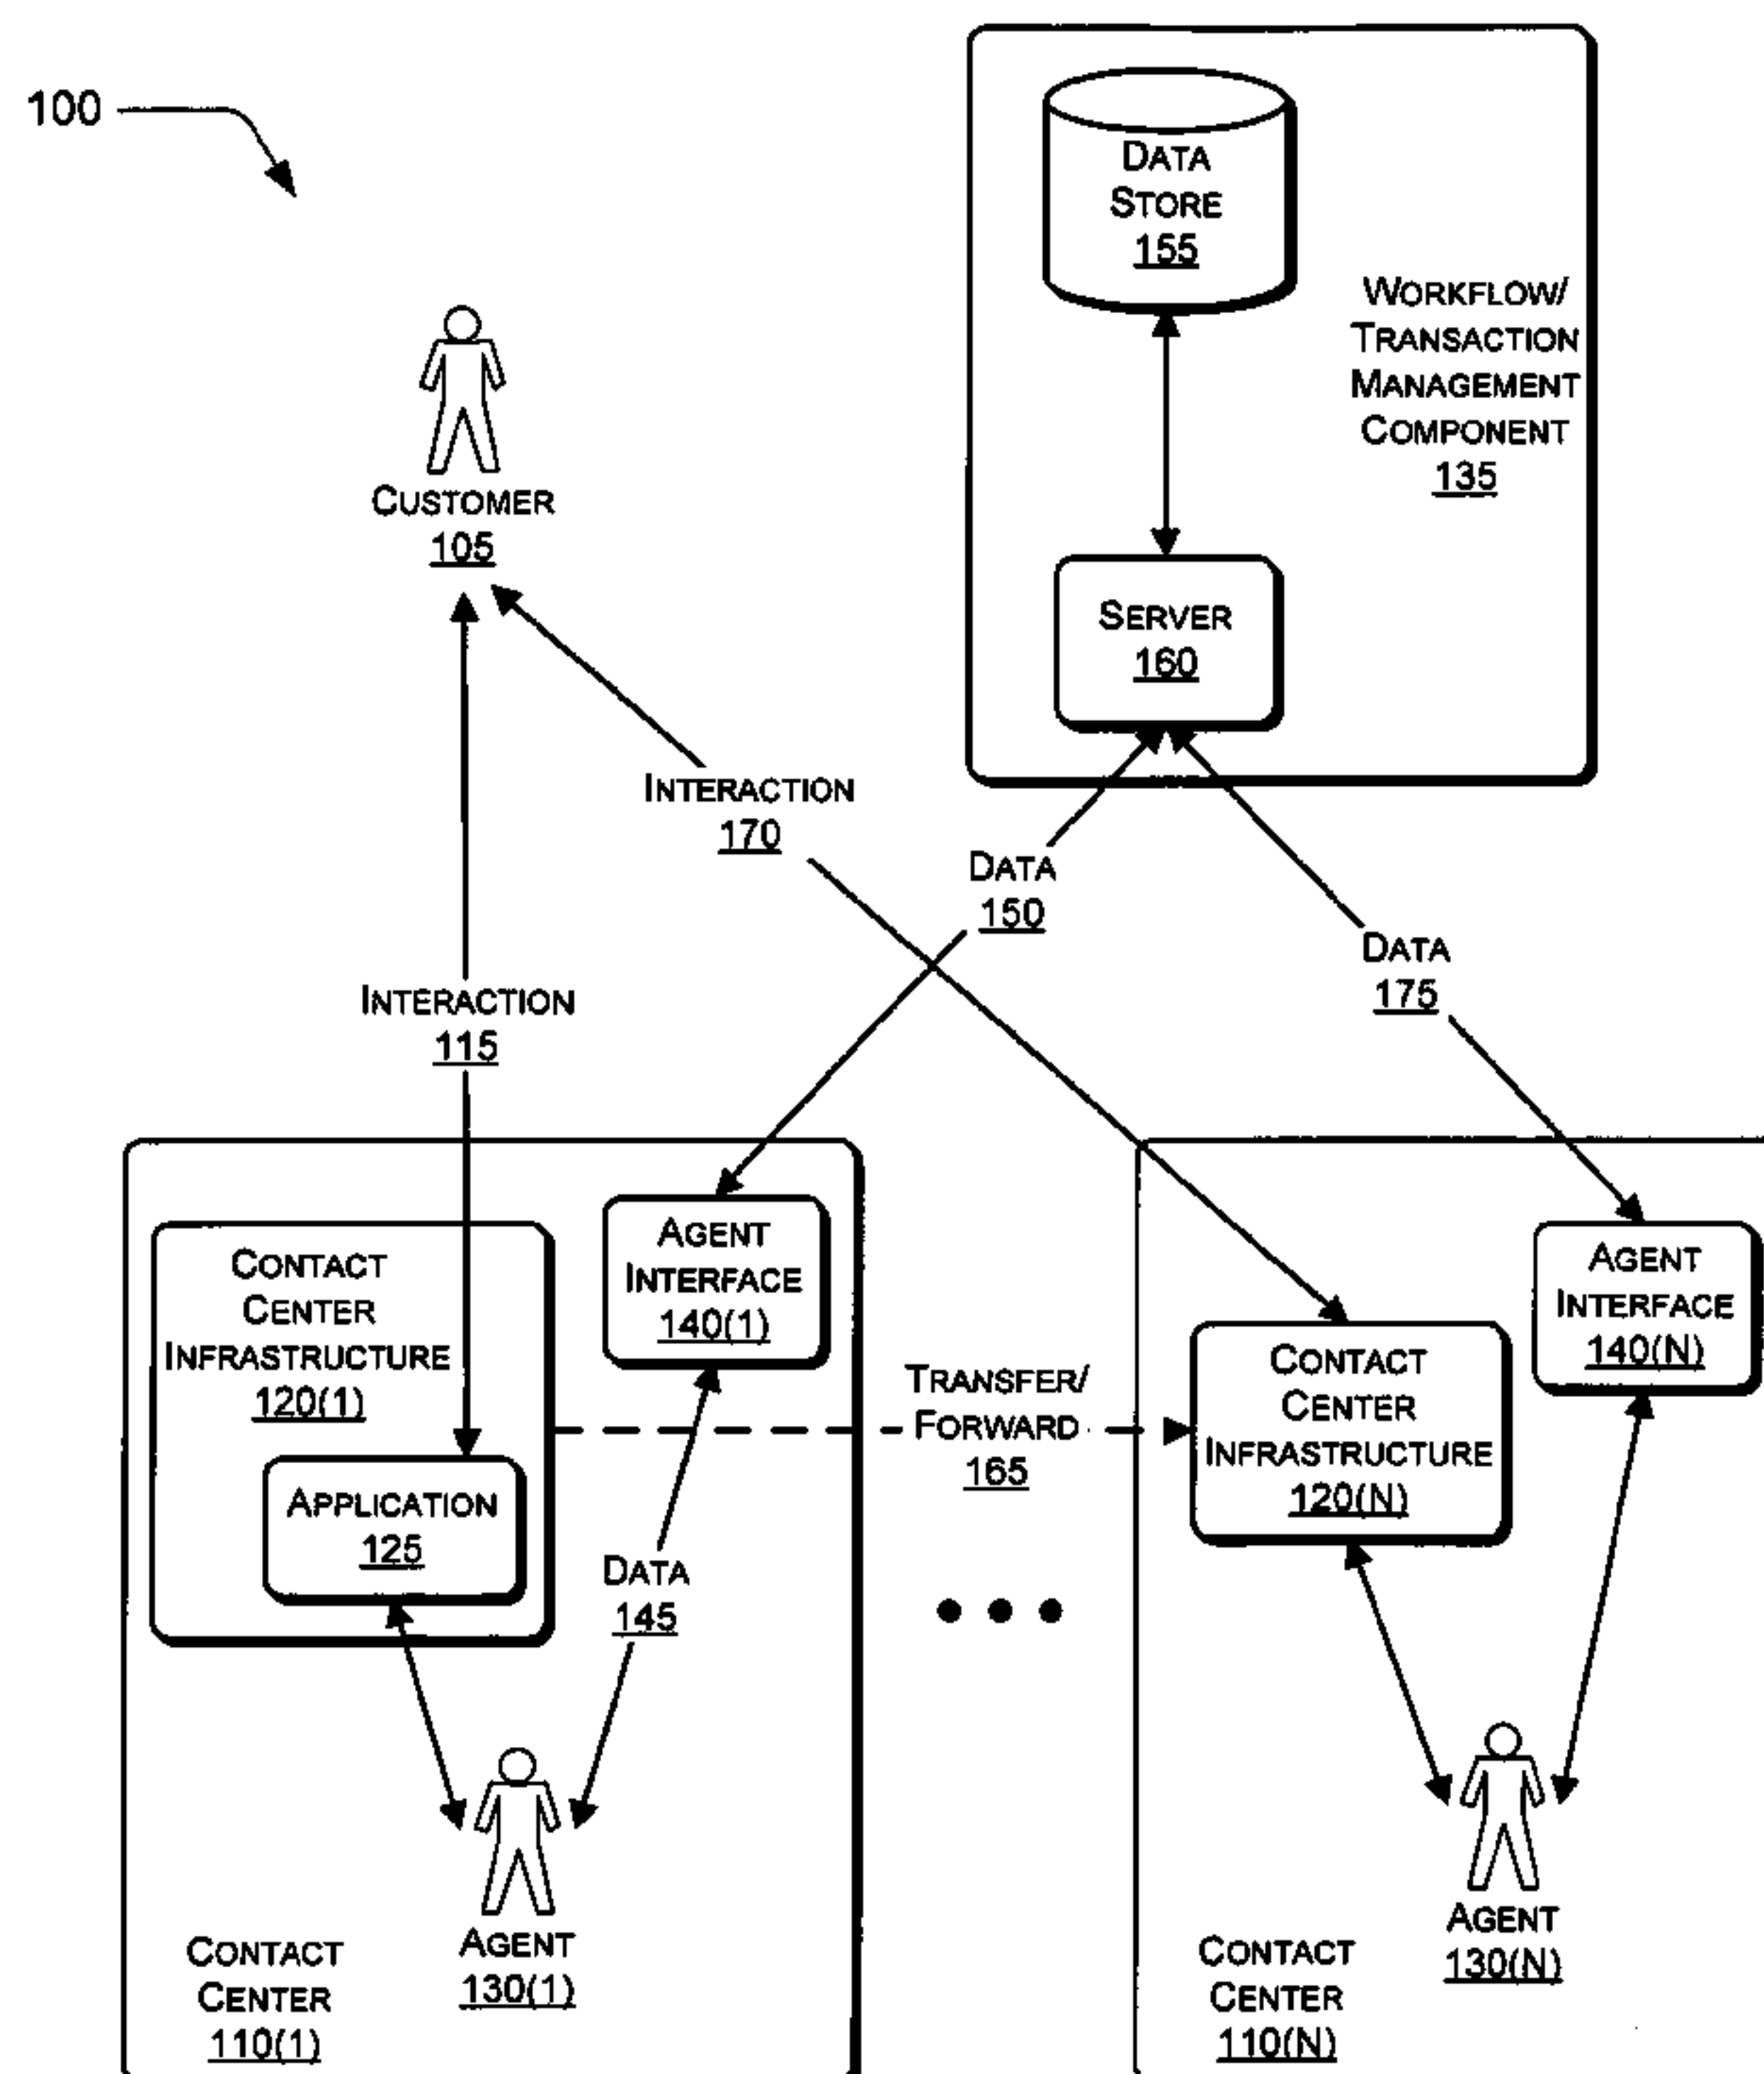 100
DATA
STORE
155
WORKFLOW/
TRANSACTION
MANAGEMENT
COMPONENT
135
SERVER
160
CUSTOMER
105
INTERACTION
170
DATA
150
DATA
175
INTERACTION
115
CONTACT
CENTER
INFRASTRUCTURE
120(1)
APPLICATION
125
AGENT
INTERFACE
140(1)
DATA
145
AGENT
130(1)
CONTACT
CENTER
110(1)
TRANSFER/
FORWARD
165
CONTACT
CENTER
INFRASTRUCTURE
120(N)
AGENT
INTERFACE
140(N)
AGENT
130(N)
CONTACT
CENTER
110(N)